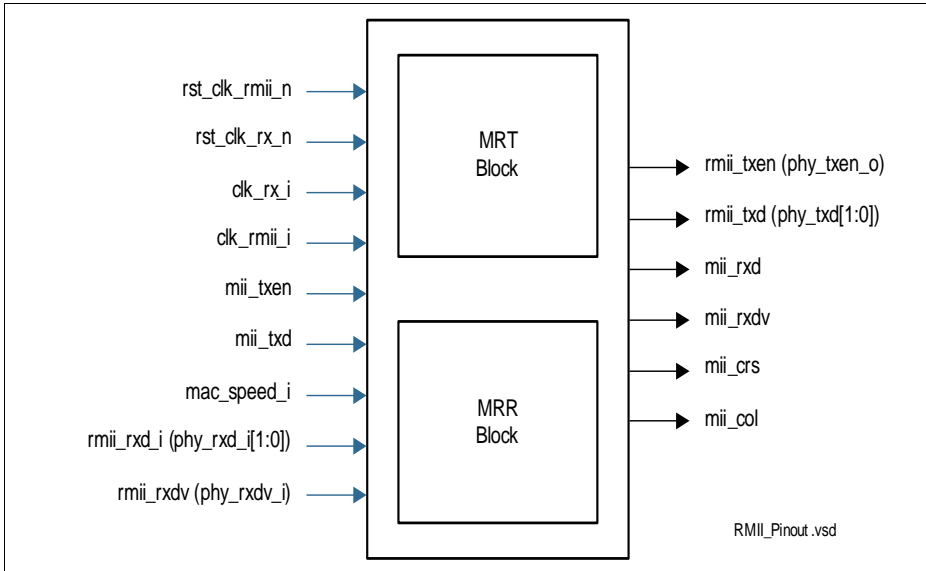 rst_clk_rmii_n
rst_clk_rx_n
clk_rx_i
clk_rmii_i
mii_txen
mii_txd
mac_speed_i
rmii_rxd_i (phy_rxd_i[1:0])
rmii_rxdv (phy_rxdv_i)
MRT
Block
MRR
Block
rmii_txen (phy_txen_o)
rmii_txd (phy_txd[1:0])
mii_rxd
mii_rxdv
mii_crs
mii_col
RMII_Pinout .vsd